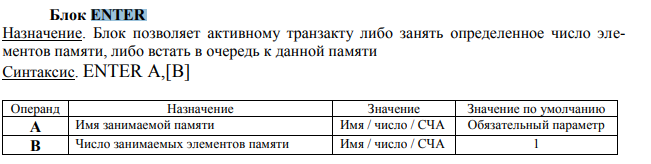 Блок ENTER
Назначение. Блок позволяет активному транзакту либо занять определенное число эле-
ментов памяти, либо встать в очередь к данной памяти
Синтаксис. ENTER A,[B]
Операнд Назначение Значение Значение по умолчанию
A Имя занимаемой памяти Имя / число / СЧА Обязательный параметр
B Число занимаемых элементов памяти Имя / число / СЧА 1